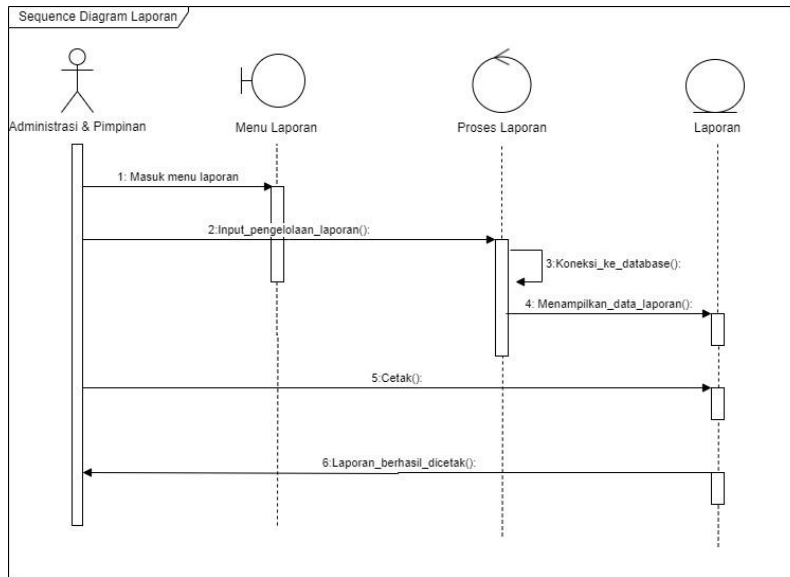 Sequence Diagram Laporan
Administrasi & Pimpinan
Menu Laporan
Proses Laporan
Laporan
1: Masuk menu laporan
2:Input_pengelolaan_laporan():
3:Koneksi_ke_database():
4: Menampilkan_data_laporan():
5:Cetak():
6:Laporan_berhasil_dicetak():